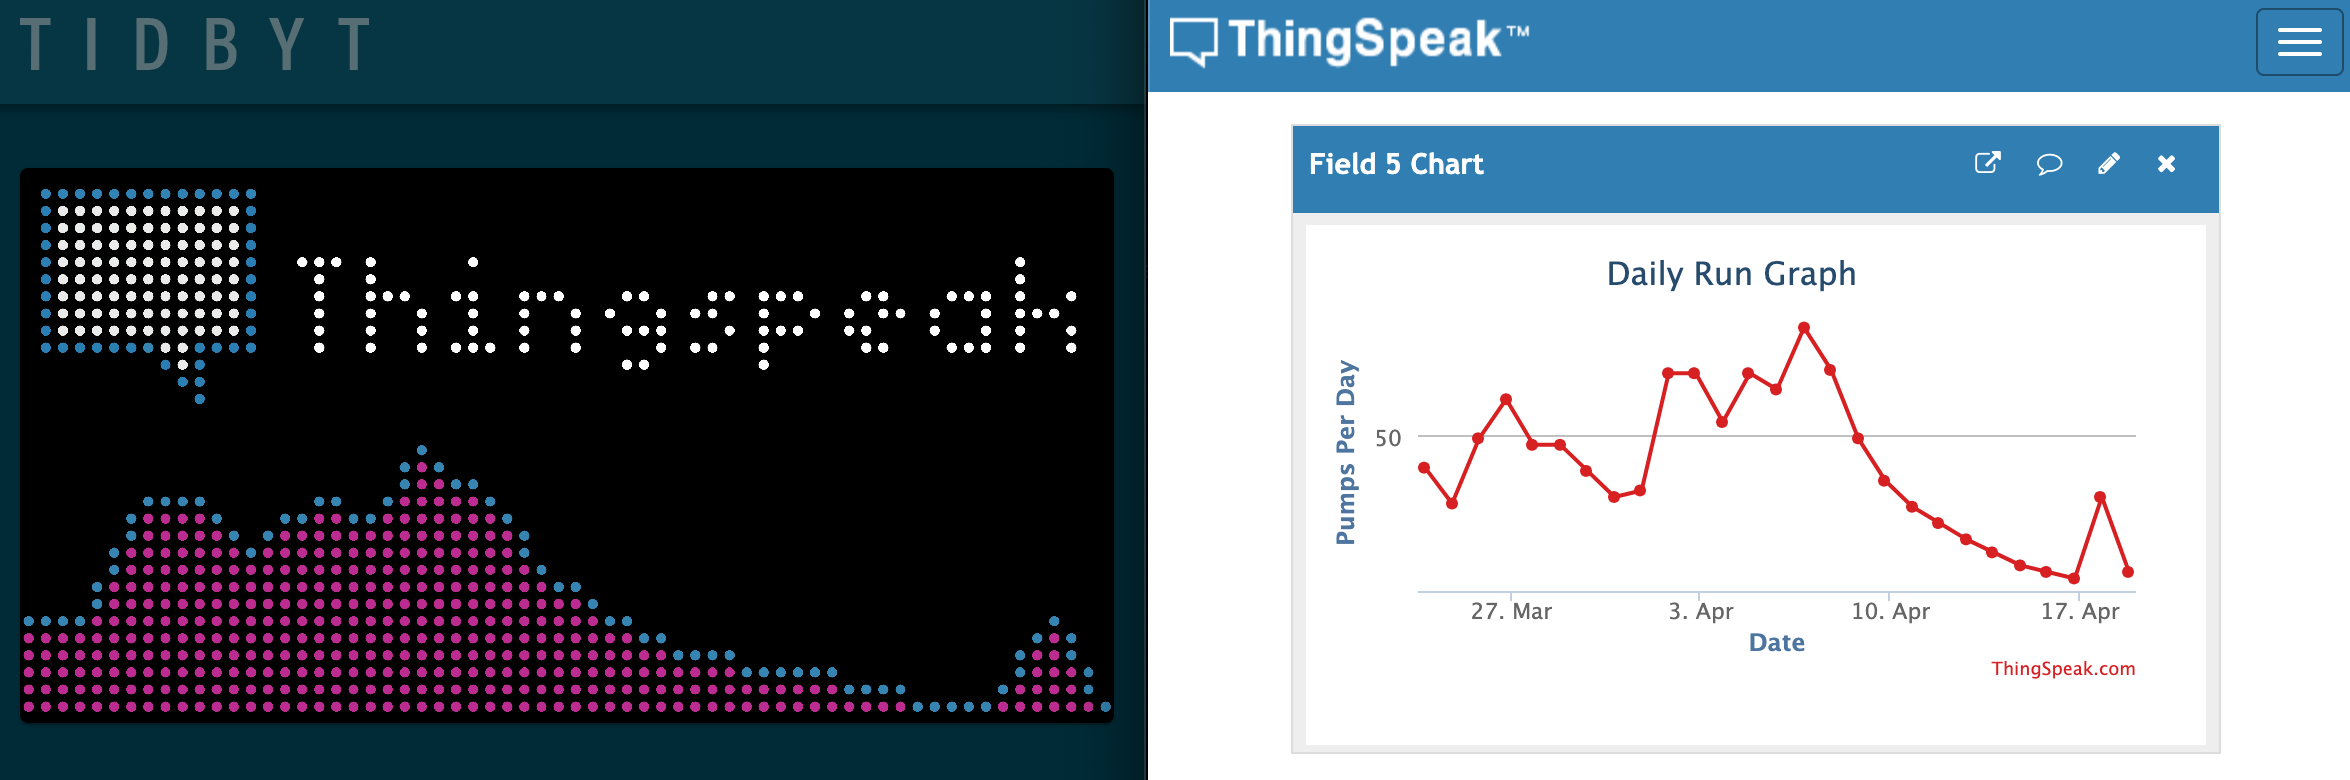 TIDBYT
Thingspeak
ThingSpeak™
Field 5 Chart
Daily Run Graph
Pumps Per Day
50
27. Mar
3. Apr
10. Apr
17. Apr
Date
ThingSpeak.com